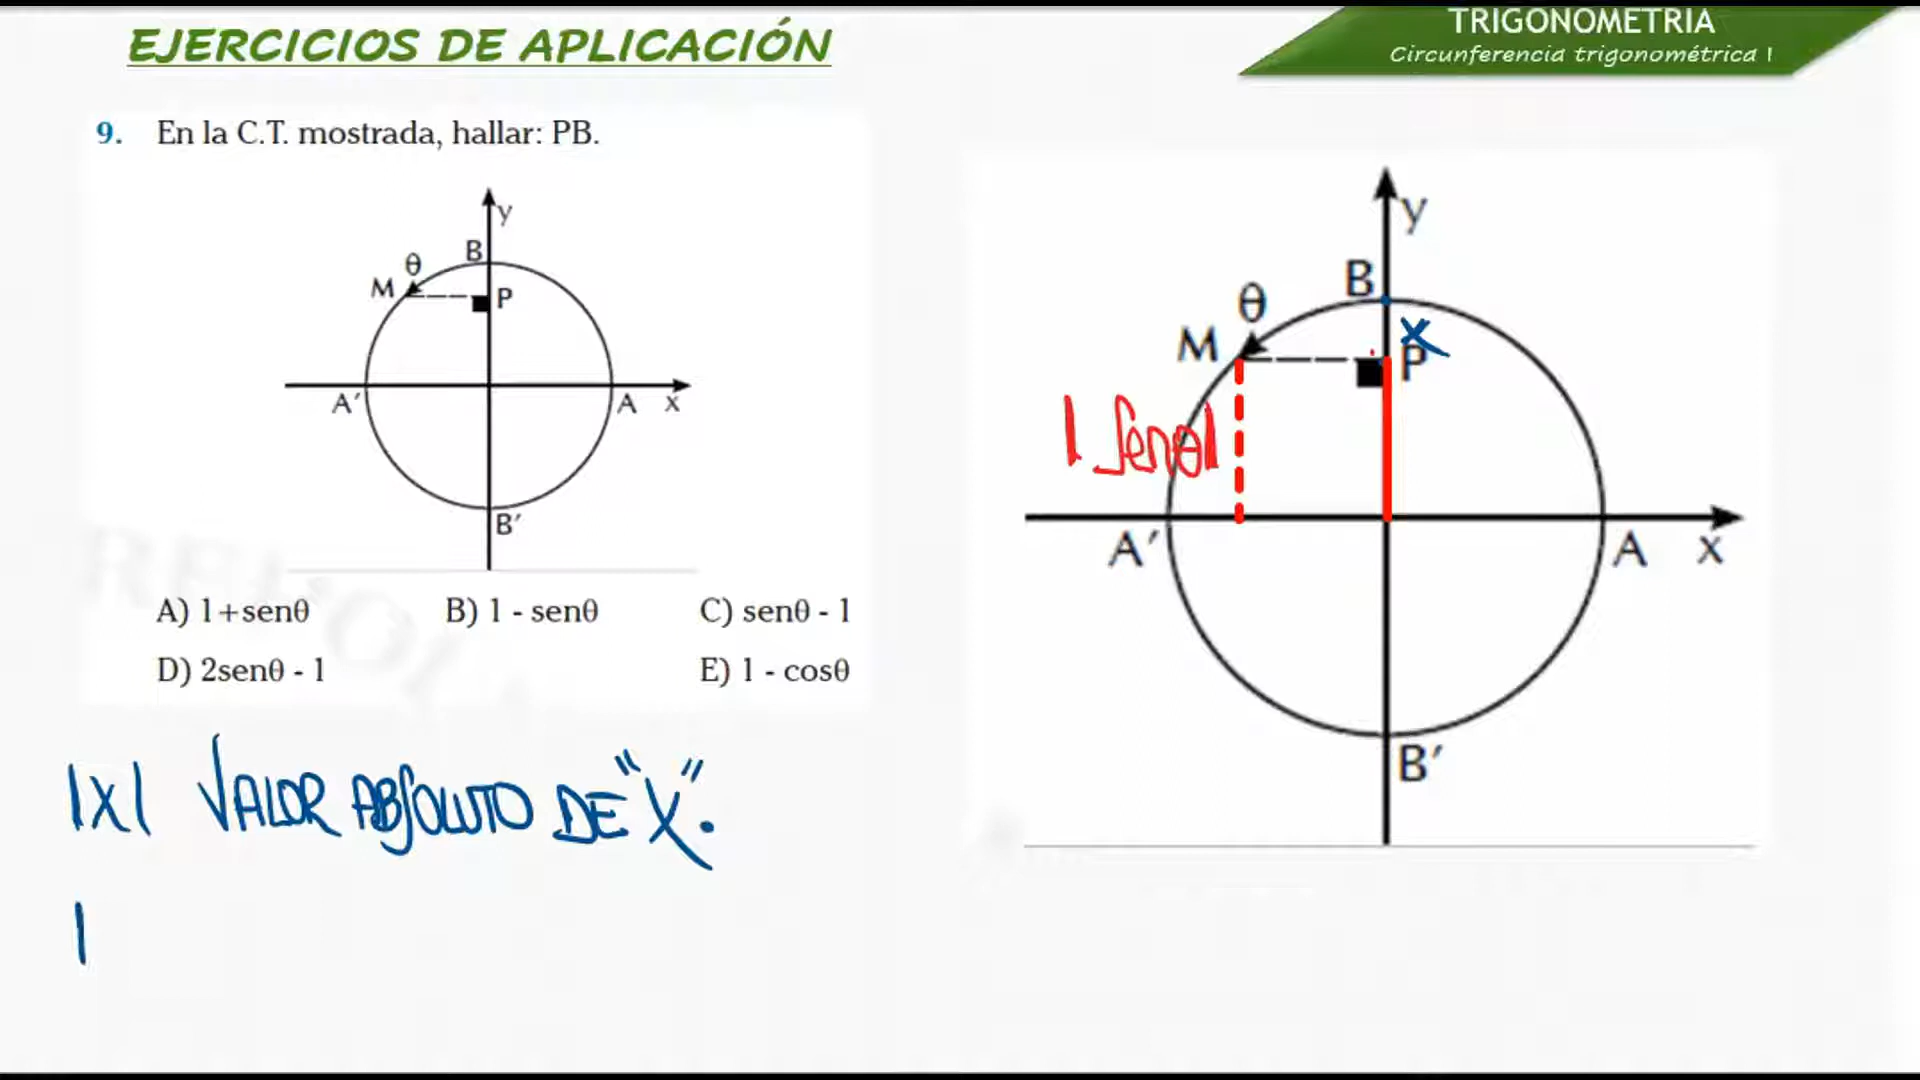 EJERCICIOS DE APLICACIÓN
TRIGONOMETRIA
Circunferencia trigonométrica I
9. En la C.T. mostrada, hallar: PB.
y
B
θ
M
P
A'
A
x
B'
A) 1+senθ
B) 1 - senθ
C) senθ - 1
D) 2senθ - 1
E) 1 - cosθ
y
B
θ
x
M
P
|senθ|
A'
A
x
B'
|x| VALOR ABSOLUTO DE "X".
|